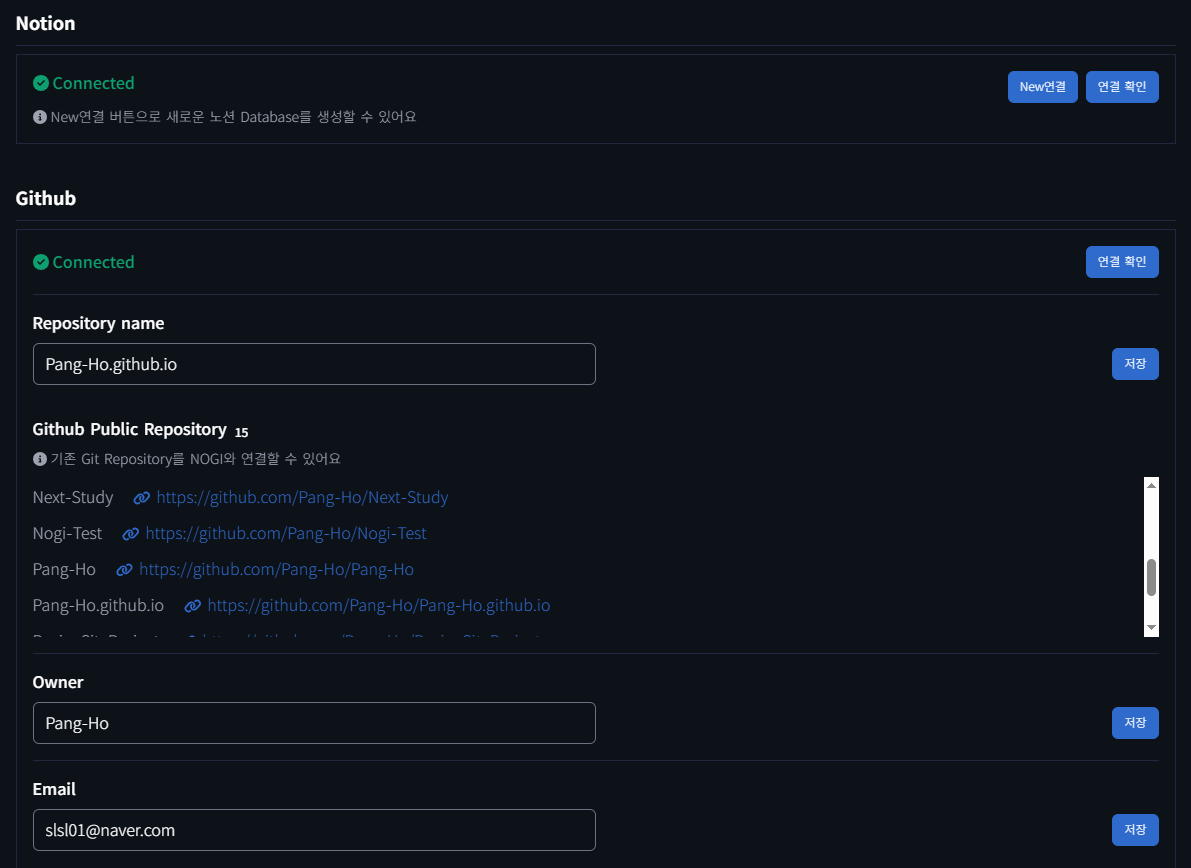 Notion
Connected
New연결 연결 확인
New연결 버튼으로 새로운 노션 Database를 생성할 수 있어요
Github
Connected
연결 확인
Repository name
Pang-Ho.github.io
저장
Github Public Repository 15
기존 Git Repository를 NOGI와 연결할 수 있어요
Next-Study https://github.com/Pang-Ho/Next-Study
Nogi-Test https://github.com/Pang-Ho/Nogi-Test
Pang-Ho https://github.com/Pang-Ho/Pang-Ho
Pang-Ho.github.io https://github.com/Pang-Ho/Pang-Ho.github.io
Owner
Pang-Ho
저장
Email
slsl01@naver.com
저장